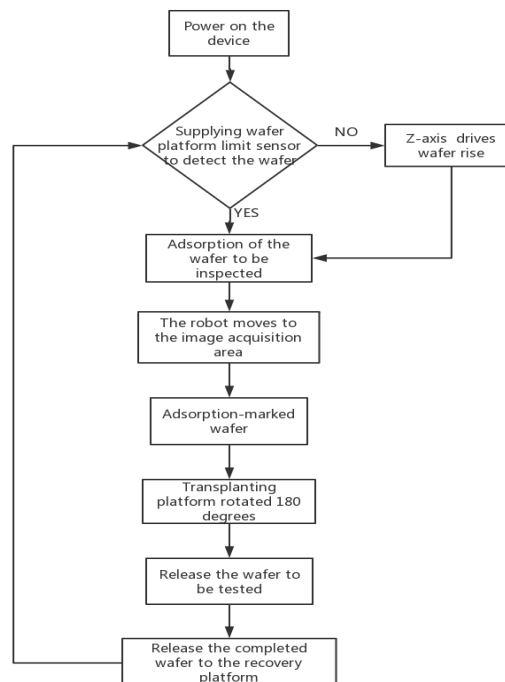 Power on the
device
Supplying wafer
platform limit sensor
to detect the wafer
NO
Z-axis drives
wafer rise
YES
Adsorption of the
wafer to be
inspected
The robot moves to
the image acquisition
area
Adsorption-marked
wafer
Transplanting
platform rotated 180
degrees
Release the wafer to
be tested
Release the completed
wafer to the recovery
platform